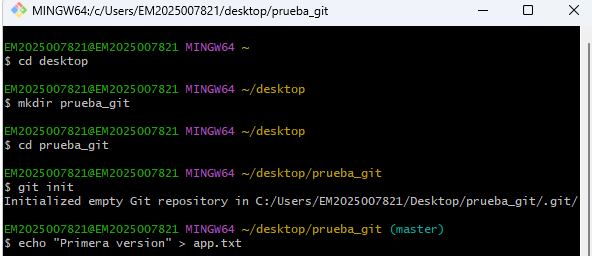 MINGW64:/c/Users/EM2025007821/desktop/prueba_git
EM2025007821@EM2025007821 MINGW64 ~
$ cd desktop
EM2025007821@EM2025007821 MINGW64 ~/desktop
$ mkdir prueba_git
EM2025007821@EM2025007821 MINGW64 ~/desktop
$ cd prueba_git
EM2025007821@EM2025007821 MINGW64 ~/desktop/prueba_git
$ git init
Initialized empty Git repository in C:/Users/EM2025007821/Desktop/prueba_git/.git/
EM2025007821@EM2025007821 MINGW64 ~/desktop/prueba_git (master)
$ echo "Primera version" > app.txt